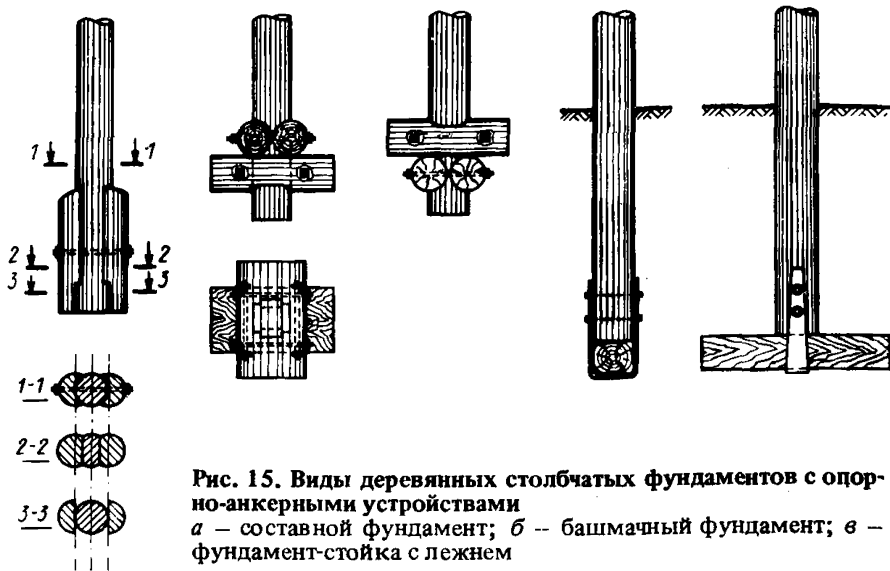 1 1
2 2
3 3
1-1
2-2
3-3
Рис. 15. Виды деревянных столбчатых фундаментов с опор-
но-анкерными устройствами
а – составной фундамент; б -- башмачный фундамент; в –
фундамент-стойка с лежнем